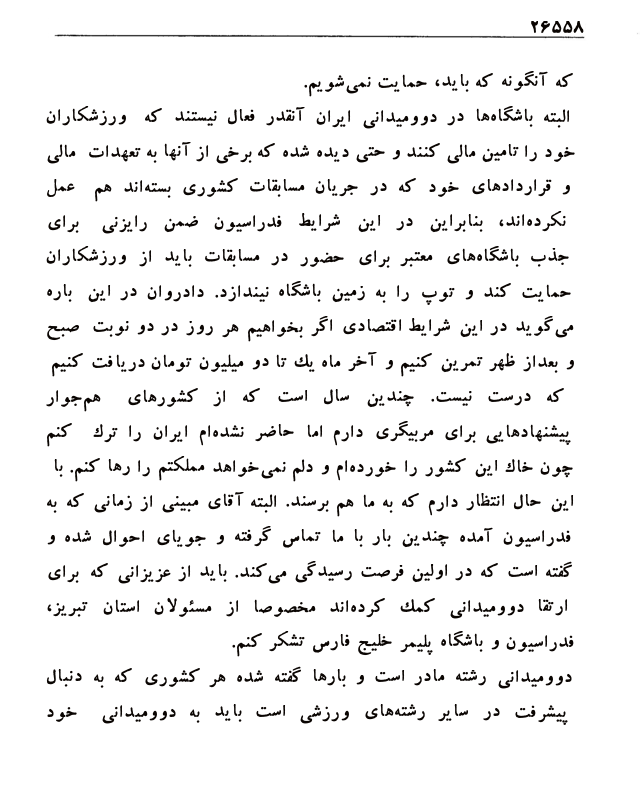 ۲۶۵۵۸
که آنگونه که باید، حمایت نمی‌شویم.
البته باشگاه‌ها در دوومیدانی ایران آنقدر فعال نیستند که ورزشکاران
خود را تامین مالی کنند و حتی دیده شده که برخی از آنها به تعهدات مالی
و قراردادهای خود که در جریان مسابقات کشوری بسته‌اند هم عمل
نکرده‌اند، بنابراین در این شرایط فدراسیون ضمن رایزنی برای
جذب باشگاه‌های معتبر برای حضور در مسابقات باید از ورزشکاران
حمایت کند و توپ را به زمین باشگاه نیندازد. دادروان در این باره
می‌گوید در این شرایط اقتصادی اگر بخواهیم هر روز در دو نوبت صبح
و بعداز ظهر تمرین کنیم و آخر ماه یك تا دو میلیون تومان دریافت کنیم
که درست نیست. چندین سال است که از کشورهای هم‌جوار
پیشنهادهایی برای مربیگری دارم اما حاضر نشده‌ام ایران را ترك کنم
چون خاك این کشور را خورده‌ام و دلم نمی‌خواهد مملکتم را رها کنم. با
این حال انتظار دارم که به ما هم برسند. البته آقای مبینی از زمانی که به
فدراسیون آمده چندین بار با ما تماس گرفته و جویای احوال شده و
گفته است که در اولین فرصت رسیدگی می‌کند. باید از عزیزانی که برای
ارتقا دوومیدانی کمك کرده‌اند مخصوصا از مسئولان استان تبریز،
فدراسیون و باشگاه پلیمر خلیج فارس تشکر کنم.
دوومیدانی رشته مادر است و بارها گفته شده هر کشوری که به دنبال
پیشرفت در سایر رشته‌های ورزشی است باید به دوومیدانی خود